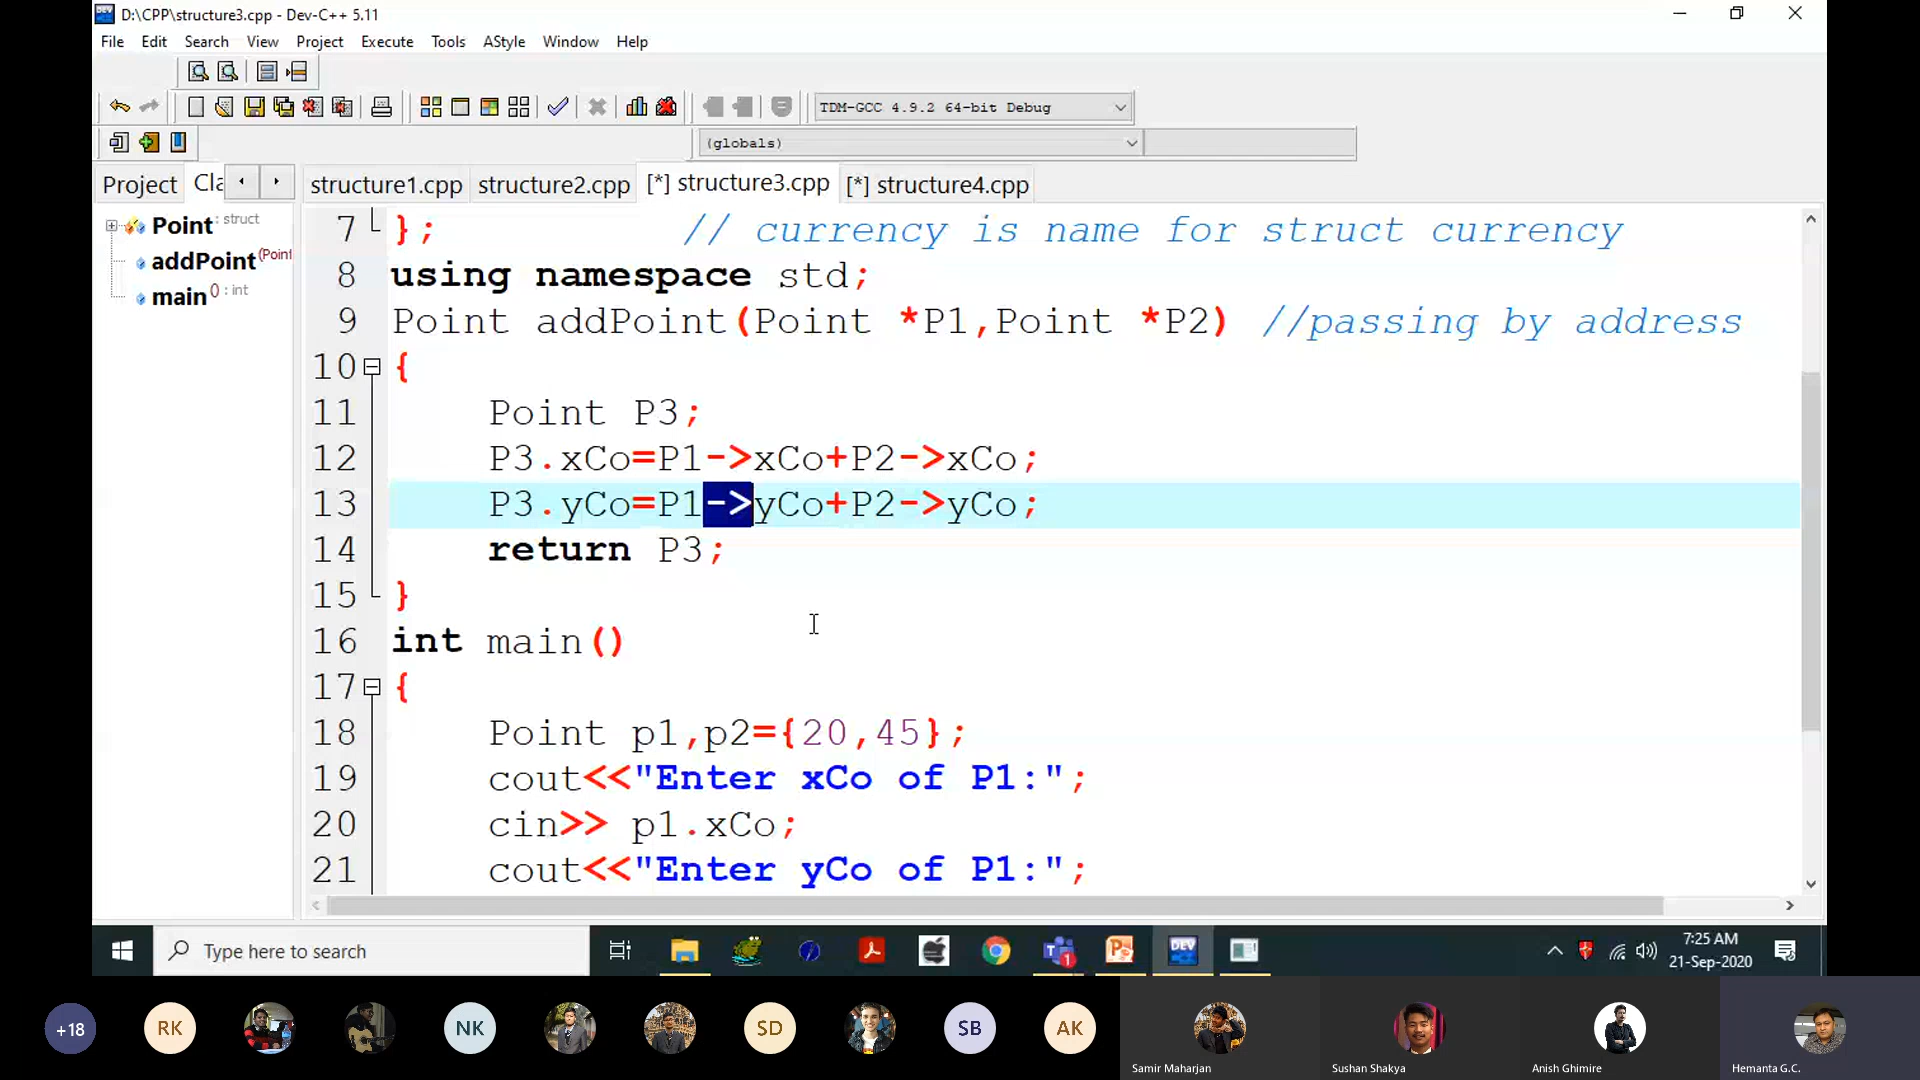 D:\CPP\structure3.cpp - Dev-C++ 5.11
File Edit Search View Project Execute Tools AStyle Window Help
TDM-GCC 4.9.2 64-bit Debug
(globals)
Project Cla
structure1.cpp structure2.cpp [*] structure3.cpp [*] structure4.cpp
Point : struct
addPoint (Point
main () : int
7 }; // currency is name for struct currency
8 using namespace std;
9 Point addPoint(Point *P1,Point *P2) //passing by address
10 {
11 Point P3;
12 P3.xCo=P1->xCo+P2->xCo;
13 P3.yCo=P1->yCo+P2->yCo;
14 return P3;
15 }
16 int main()
17 {
18 Point p1,p2={20,45};
19 cout<<"Enter xCo of P1:";
20 cin>> p1.xCo;
21 cout<<"Enter yCo of P1:";
Type here to search
DEV
1
7:25 AM
21-Sep-2020
+18 RK NK SD SB AK
Samir Maharjan Sushan Shakya Anish Ghimire Hemanta G.C.